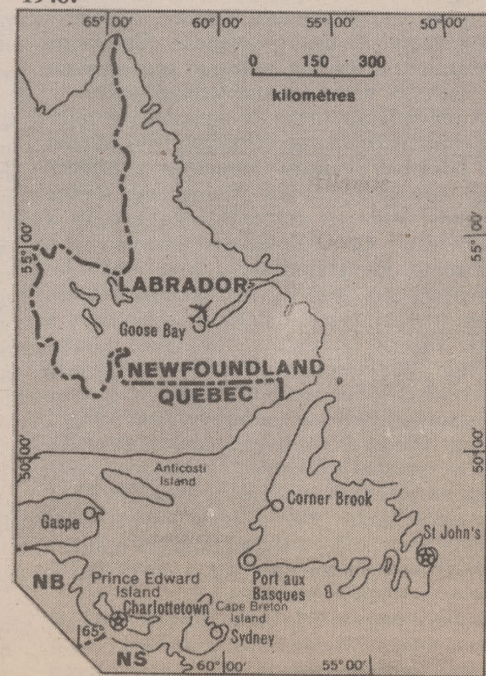 65° 00'
60° 00'
55° 00'
50° 00'
0 150 300
kilomètres
55° 00'
55° 00'
LABRADOR
Goose Bay
NEWFOUNDLAND
QUEBEC
50° 00'
50° 00'
Anticosti
Island
Corner Brook
Gaspe
St John's
Port aux
Basques
NB
Prince Edward
Island
Charlottetown
Cape Breton
Island
65°
Sydney
NS
60° 00'
55° 00'